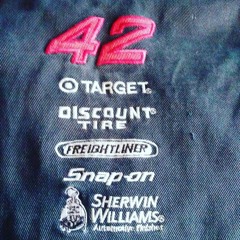 42
TARGET®
DISCOUNT®
TIRE
FREIGHTLINER
Snap-on
SHERWIN
WILLIAMS®
Automotive Finishes